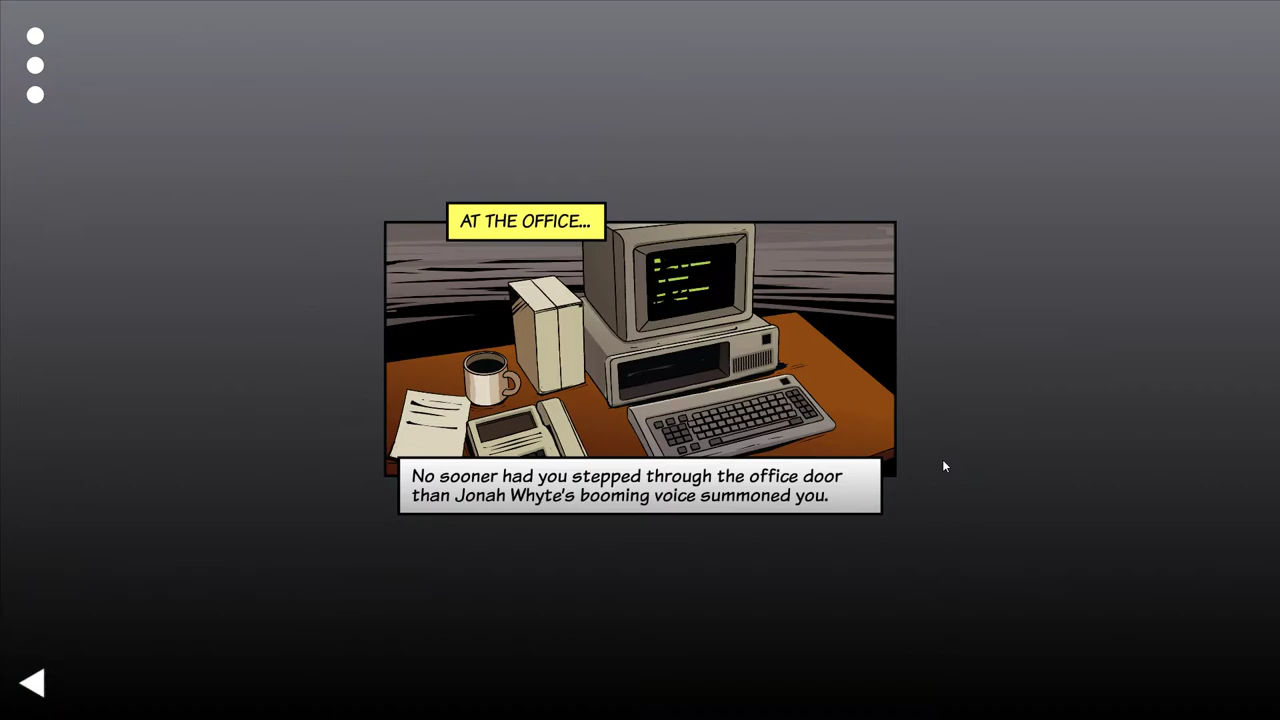 AT THE OFFICE...
No sooner had you stepped through the office door
than Jonah Whyte's booming voice summoned you.